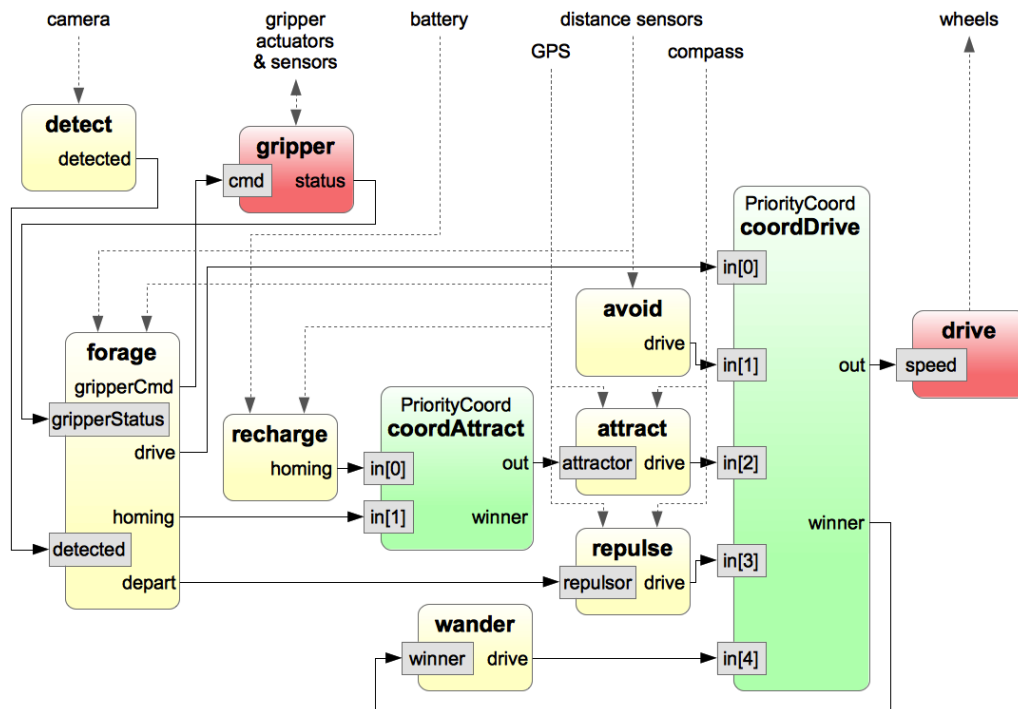 camera
gripper
actuators
& sensors
battery
distance sensors
GPS
compass
wheels
detect
detected
gripper
cmd
status
PriorityCoord
coordDrive
in[0]
in[1]
in[2]
in[3]
in[4]
out
winner
drive
speed
avoid
drive
forage
gripperCmd
gripperStatus
drive
homing
detected
depart
recharge
homing
PriorityCoord
coordAttract
in[0]
in[1]
out
winner
attract
attractor
drive
repulse
repulsor
drive
wander
winner
drive